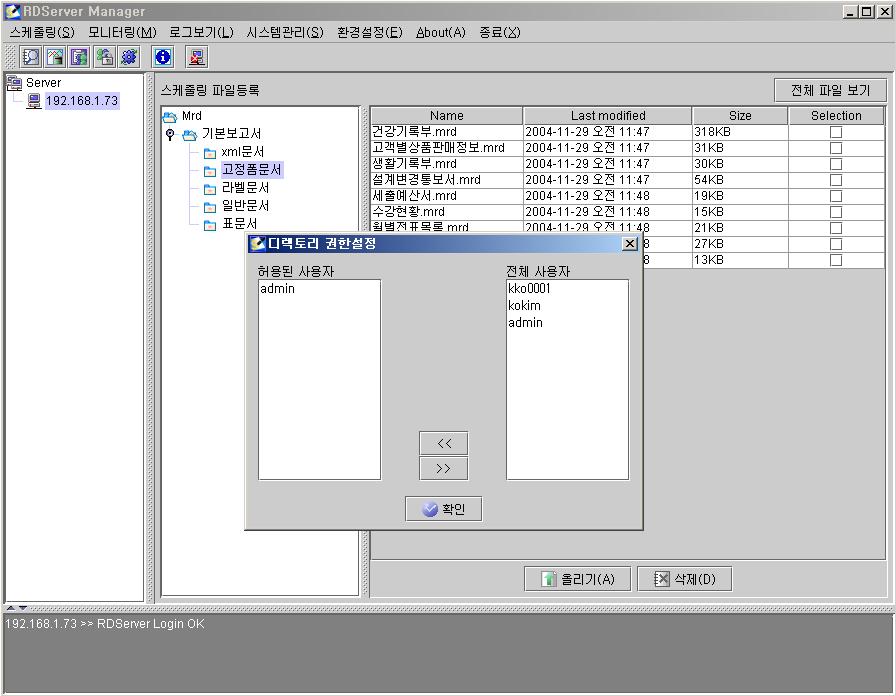 RDServer Manager
스케줄링(S) 모니터링(M) 로그보기(L) 시스템관리(S) 환경설정(E) About(A) 종료(X)
Server
192.168.1.73
스케줄링 파일등록
전체 파일 보기
Mrd
기본보고서
xml문서
고정폼문서
라벨문서
일반문서
표문서
Name Last modified Size Selection
건강기록부.mrd 2004-11-29 오전 11:47 318KB
고객별상품판매정보.mrd 2004-11-29 오전 11:47 31KB
생활기록부.mrd 2004-11-29 오전 11:47 30KB
설계변경통보서.mrd 2004-11-29 오전 11:47 54KB
세출예산서.mrd 2004-11-29 오전 11:48 19KB
수강현황.mrd 2004-11-29 오전 11:48 15KB
월별전표목록.mrd 2004-11-29 오전 11:48 21KB
8 27KB
8 13KB
디렉토리 권한설정
허용된 사용자
admin
전체 사용자
kko0001
kokim
admin
<<
>>
확인
올리기(A) 삭제(D)
192.168.1.73 >> RDServer Login OK